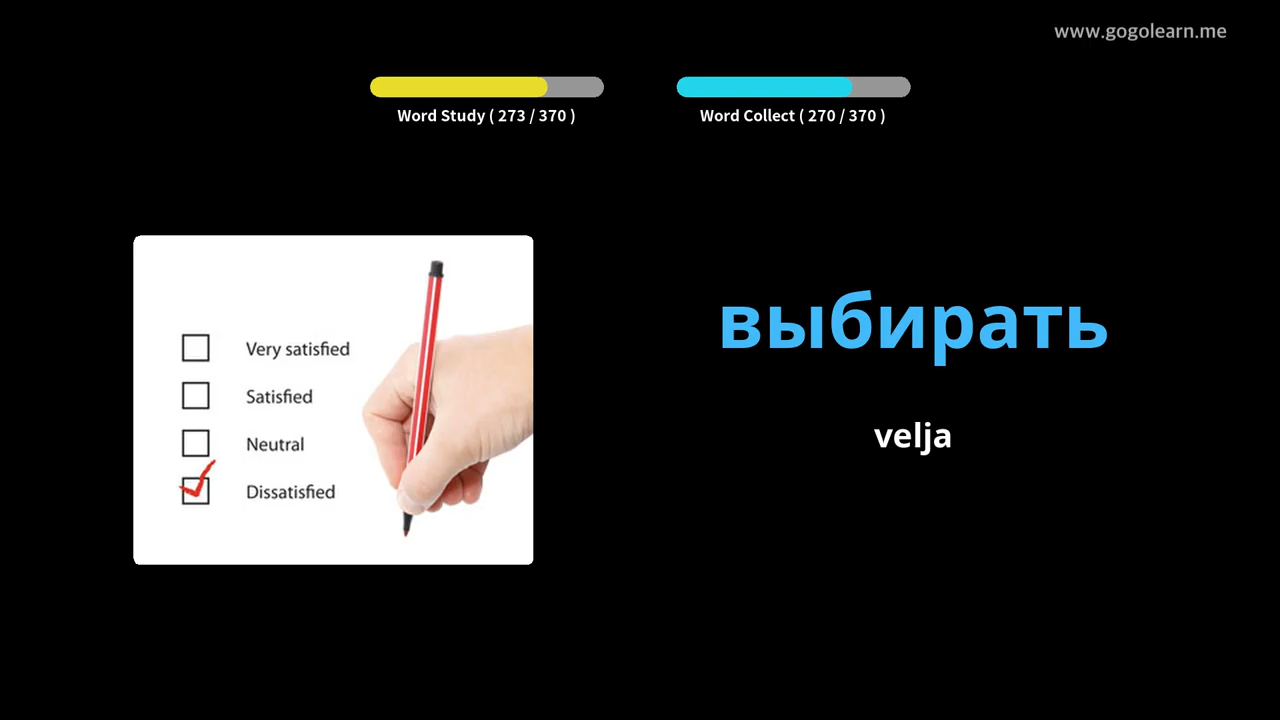 www.gogolearn.me
Word Study ( 273 / 370 )
Word Collect ( 270 / 370 )
Very satisfied
Satisfied
Neutral
Dissatisfied
выбирать
velja